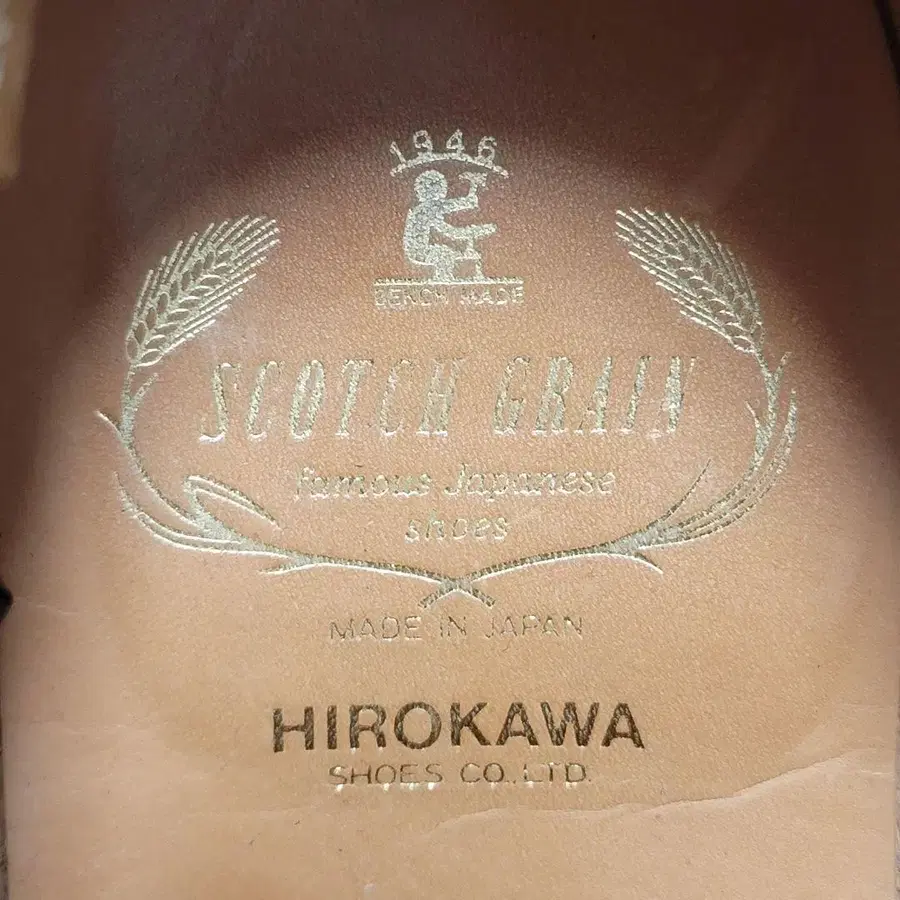 1946
BENCH MADE
SCOTCH GRAIN
famous Japanese
shoes
MADE IN JAPAN
HIROKAWA
SHOES CO., LTD.